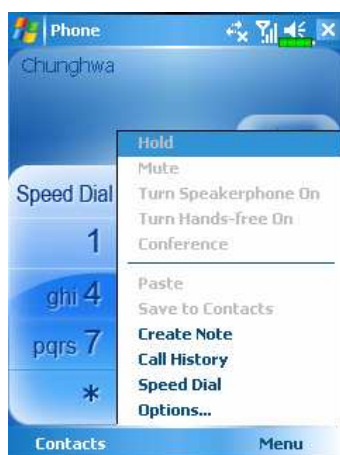 Phone
Chunghwa
Hold
Mute
Turn Speakerphone On
Turn Hands-free On
Conference
Paste
Save to Contacts
Create Note
Call History
Speed Dial
Options...
Speed Dial
1
ghi 4
pqrs 7
*
Contacts Menu